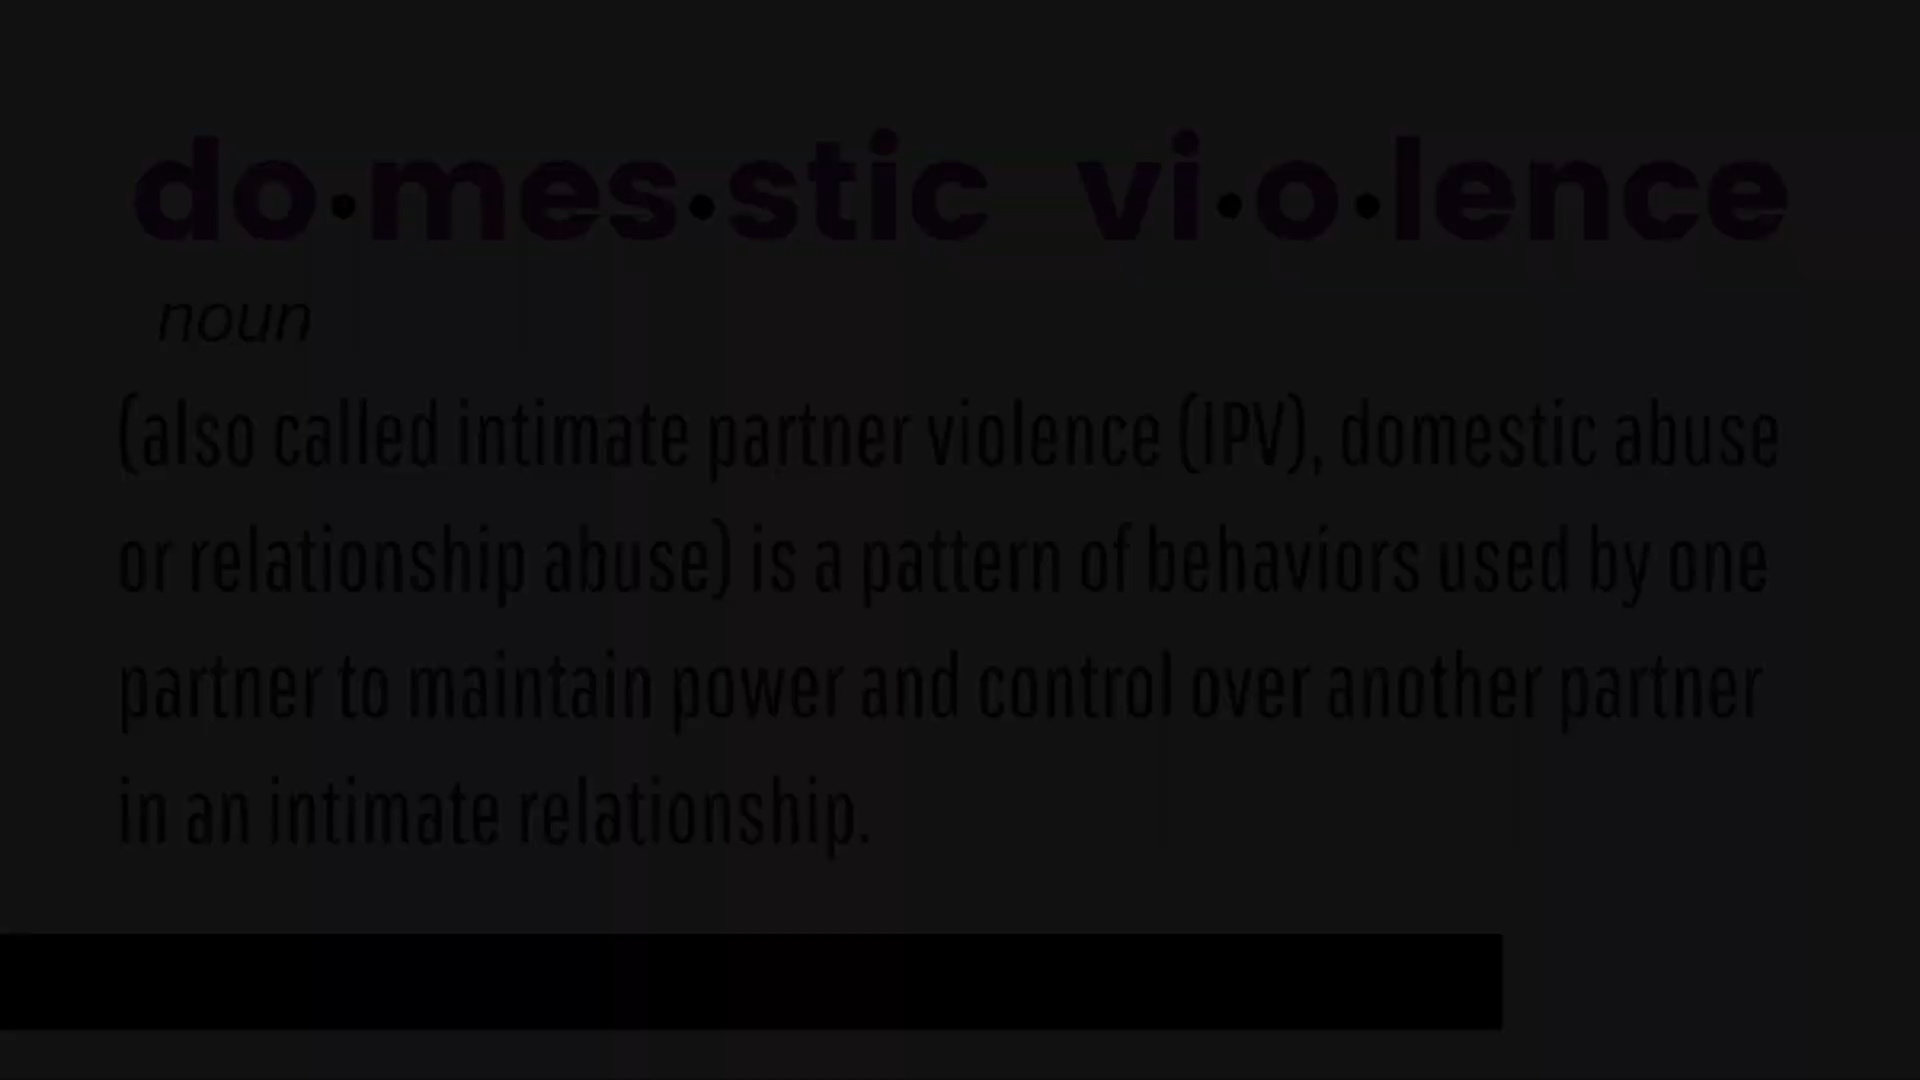 do·mes·stic vi·o·lence
noun
(also called intimate partner violence (IPV), domestic abuse
or relationship abuse) is a pattern of behaviors used by one
partner to maintain power and control over another partner
in an intimate relationship.